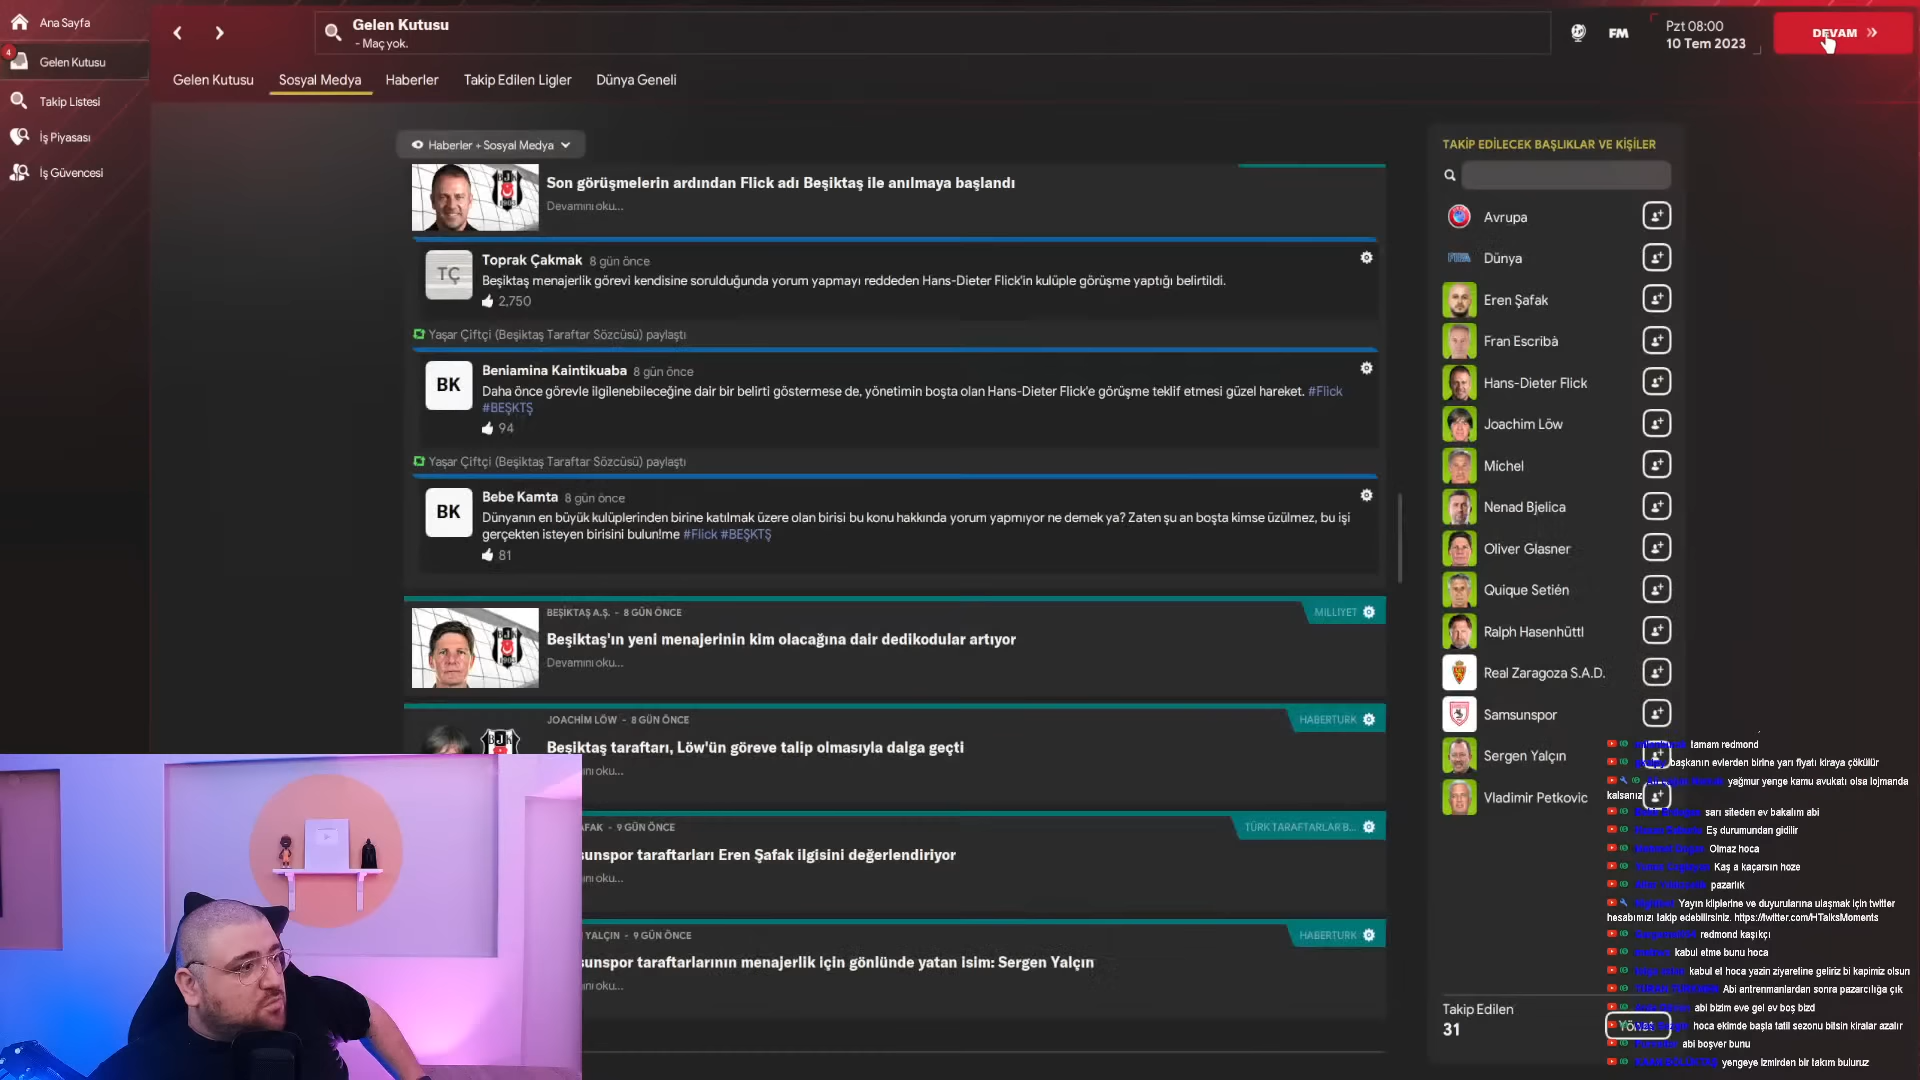 Ana Sayfa
4
Gelen Kutusu
Takip Listesi
İş Piyasası
İş Güvencesi
Gelen Kutusu
- Maç yok.
FM
Pzt 08:00
10 Tem 2023
DEVAM
Gelen Kutusu
Sosyal Medya
Haberler
Takip Edilen Ligler
Dünya Geneli
Haberler + Sosyal Medya
Son görüşmelerin ardından Flick adı Beşiktaş ile anılmaya başlandı
Devamını oku...
TÇ
Toprak Çakmak 8 gün önce
Beşiktaş menajerlik görevi kendisine sorulduğunda yorum yapmayı reddeden Hans-Dieter Flick'in kulüple görüşme yaptığı belirtildi.
2,750
Yaşar Çiftçi (Beşiktaş Taraftar Sözcüsü) paylaştı
BK
Beniamina Kaintikuaba 8 gün önce
Daha önce görevle ilgilenebileceğine dair bir belirti göstermese de, yönetimin boşta olan Hans-Dieter Flick'e görüşme teklif etmesi güzel hareket. #Flick
#BEŞKTŞ
94
Yaşar Çiftçi (Beşiktaş Taraftar Sözcüsü) paylaştı
BK
Bebe Kamta 8 gün önce
Dünyanın en büyük kulüplerinden birine katılmak üzere olan birisi bu konu hakkında yorum yapmıyor ne demek ya? Zaten şu an boşta kimse üzülmez, bu işi
gerçekten isteyen birisini bulun!me #Flick #BEŞKTŞ
81
BEŞİKTAŞ A.Ş. - 8 GÜN ÖNCE
MILLIYET
Beşiktaş'ın yeni menajerinin kim olacağına dair dedikodular artıyor
Devamını oku...
JOACHİM LÖW - 8 GÜN ÖNCE
HABERTURK
Beşiktaş taraftarı, Löw'ün göreve talip olmasıyla dalga geçti
nı oku...
AFAK - 9 GÜN ÖNCE
TÜRK TARAFTARLAR B...
sunspor taraftarları Eren Şafak ilgisini değerlendiriyor
nı oku...
YALÇIN - 9 GÜN ÖNCE
HABERTURK
sunspor taraftarlarının menajerlik için gönlünde yatan isim: Sergen Yalçın
nı oku...
TAKİP EDİLECEK BAŞLIKLAR VE KİŞİLER
Avrupa
FIFA Dünya
Eren Şafak
Fran Escribà
Hans-Dieter Flick
Joachim Löw
Michel
Nenad Bjelica
Oliver Glasner
Quique Setién
Ralph Hasenhüttl
Real Zaragoza S.A.D.
Samsunspor
Sergen Yalçın
Vladimir Petkovic
Takip Edilen
31
tamam redmond
başkanın evlerden birine yarı fiyatı kiraya çökülür
yağmur yenge kamu avukatı olsa lojmanda
kalsanız
sarı siteden ev bakalım abi
Eş durumundan gidilir
Olmaz hoca
Kaş a kaçarsın hoze
pazarlık
Yayın kliplerine ve duyurularına ulaşmak için twitter
hesabımızı takip edebilirsiniz. https://twitter.com/HTalksMoments
redmond kaşıkçı
kabul etme bunu hoca
kabul et hoca yazin ziyaretine geliriz bi kapimiz olsun
Abi antrenmanlardan sonra pazarcılığa çık
abi bizim eve gel ev boş bizd
hoca ekimde başla tatil sezonu bitsin kiralar azalır
abi boşver bunu
yengeye izmirden bir takım buluruz